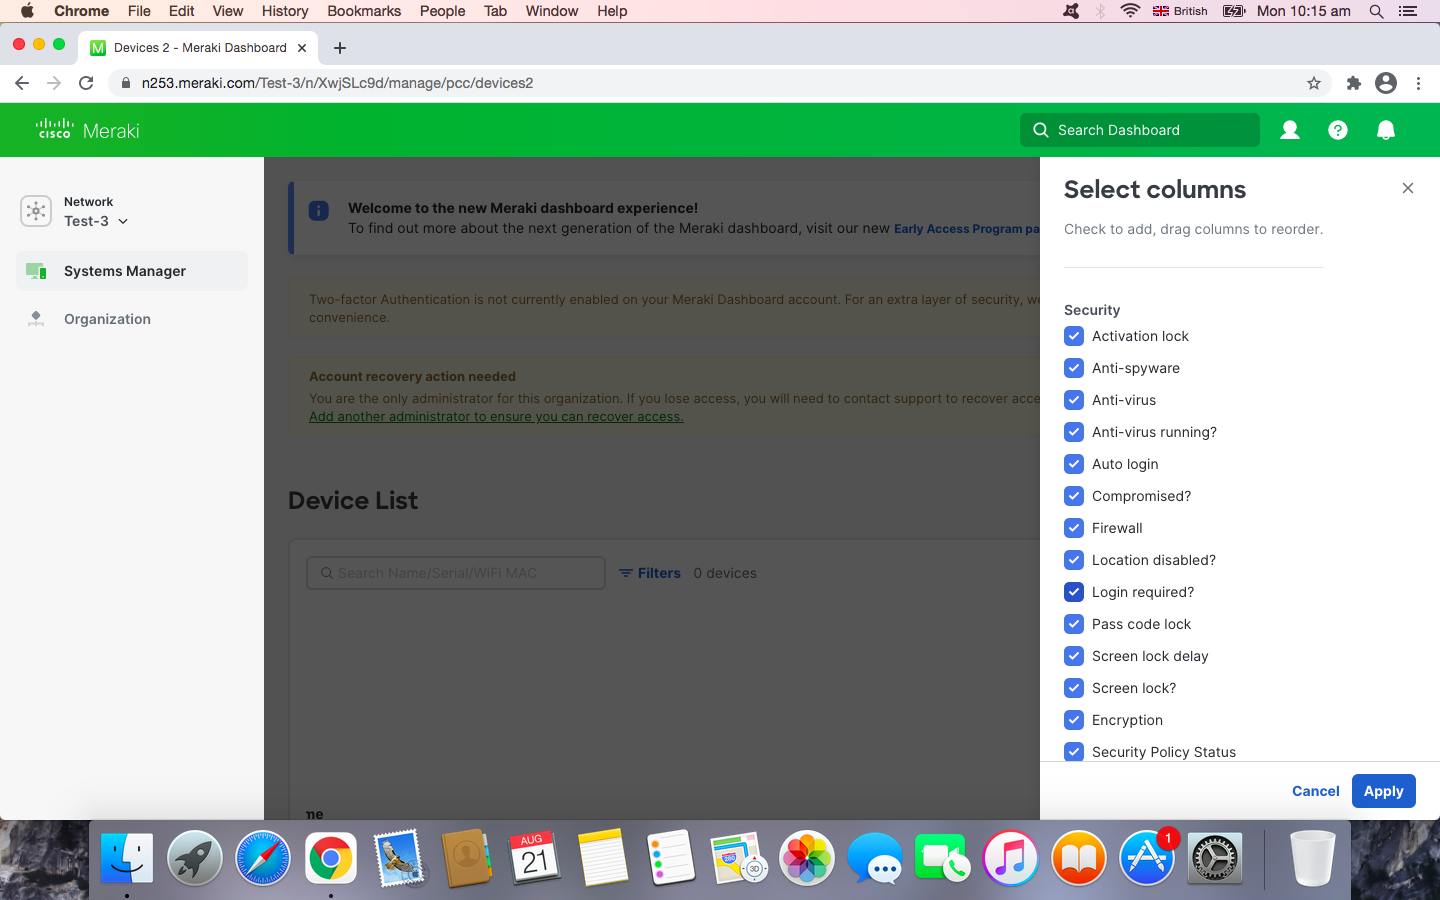 Chrome File Edit View History Bookmarks People Tab Window Help British Mon 10:15 am
Devices 2 - Meraki Dashboard
n253.meraki.com/Test-3/n/XwjSLc9d/manage/pcc/devices2
CISCO Meraki
Search Dashboard
Network
Test-3
Systems Manager
Organization
Welcome to the new Meraki dashboard experience!
To find out more about the next generation of the Meraki dashboard, visit our new Early Access Program pa
Two-factor Authentication is not currently enabled on your Meraki Dashboard account. For an extra layer of security, we
convenience.
Account recovery action needed
You are the only administrator for this organization. If you lose access, you will need to contact support to recover acce
Add another administrator to ensure you can recover access.
Device List
Search Name/Serial/WiFi MAC
Filters
0 devices
me
Select columns
Check to add, drag columns to reorder.
Security
Activation lock
Anti-spyware
Anti-virus
Anti-virus running?
Auto login
Compromised?
Firewall
Location disabled?
Login required?
Pass code lock
Screen lock delay
Screen lock?
Encryption
Security Policy Status
Cancel Apply
AUG
21
280
3D
1